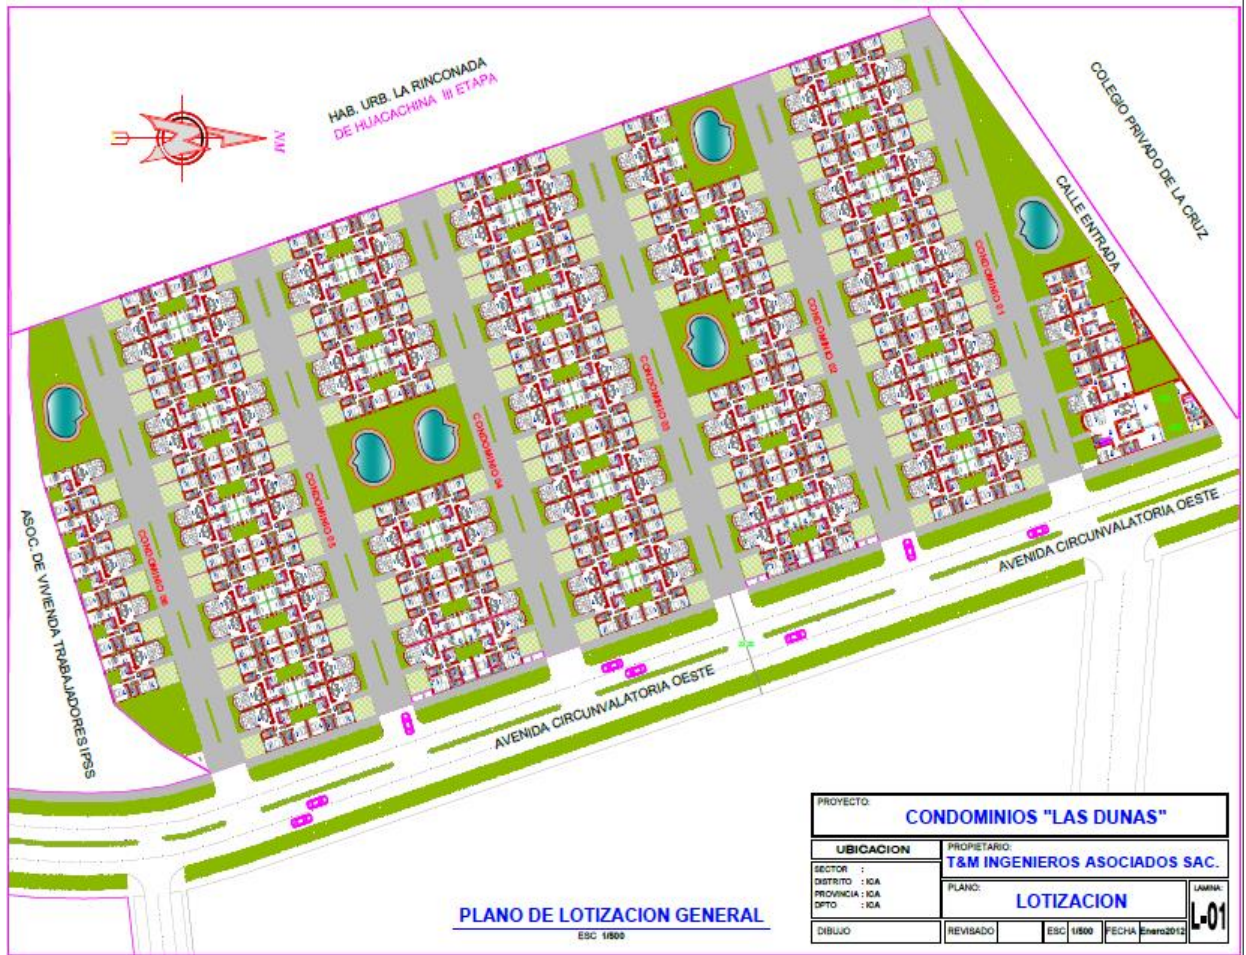 HAB. URB. LA RINCONADA
DE HUACACHINA III ETAPA
NM
COLEGIO PRIVADO DE LA CRUZ
CALLE ENTRADA
CONDOMINIO 01
CONDOMINIO 02
CONDOMINIO 03
CONDOMINIO 04
CONDOMINIO 05
CONDOMINIO 06
ASOC. DE VIVIENDA TRABAJADORES IPSS
AVENIDA CIRCUNVALATORIA OESTE
AVENIDA CIRCUNVALATORIA OESTE
PLANO DE LOTIZACION GENERAL
ESC 1/500
PROYECTO:
CONDOMINIOS "LAS DUNAS"
UBICACION
SECTOR :
DISTRITO : ICA
PROVINCIA : ICA
DPTO : ICA
PROPIETARIO:
T&M INGENIEROS ASOCIADOS SAC.
PLANO:
LOTIZACION
LAMINA:
L-01
DIBUJO
REVISADO
ESC 1/500
FECHA Enero2012